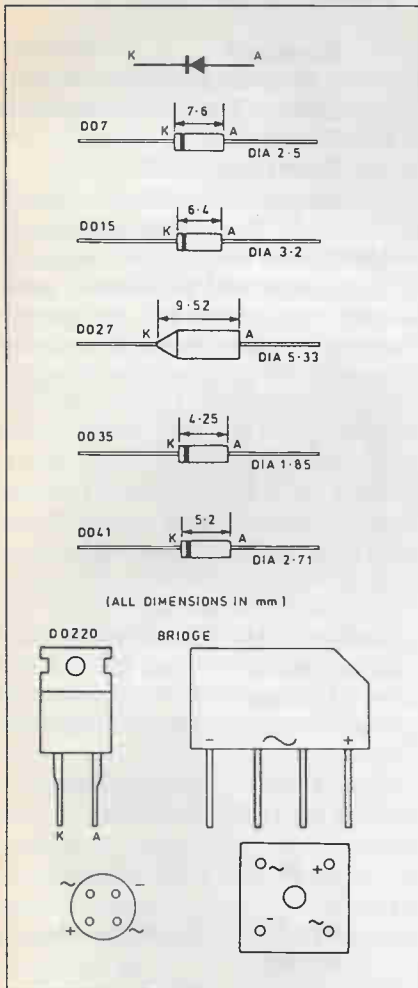 K A
7·6
DO7 K A
DIA 2·5
6·4
DO15 K A
DIA 3·2
9·52
DO27 K A
DIA 5·33
4·25
DO35 K A
DIA 1·85
5·2
DO41 K A
DIA 2·71
(ALL DIMENSIONS IN mm)
DO220 BRIDGE
- ~ +
K A
~ -
+ ~
~ +
- ~